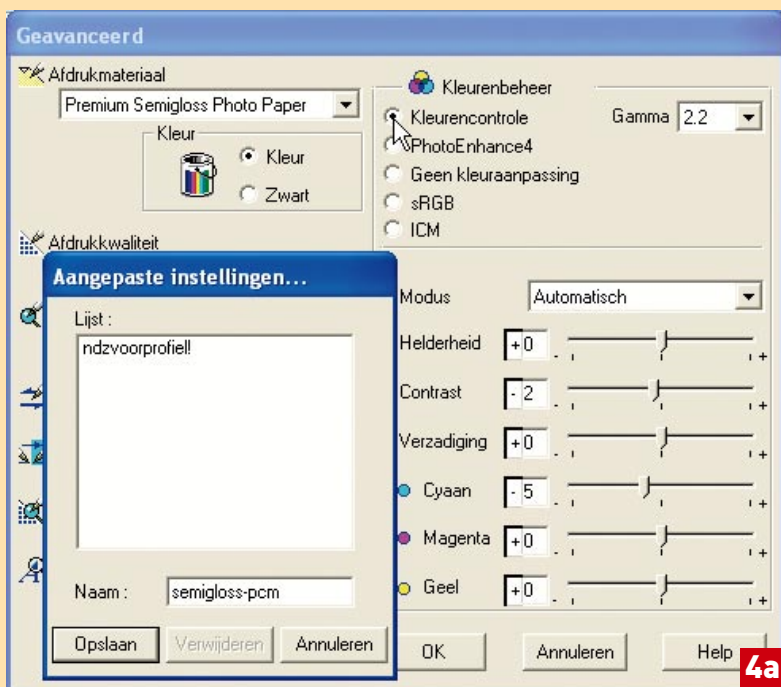 Geavanceerd
Afdrukmateriaal
Premium Semigloss Photo Paper
Kleur
Kleur
Zwart
Afdrukkwaliteit
Kleurenbeheer
Kleurencontrole
Gamma 2.2
PhotoEnhance4
Geen kleuraanpassing
sRGB
ICM
Aangepaste instellingen...
Lijst :
ndzvoorprofiel!
Naam : semigloss-pcm
Opslaan Verwijderen Annuleren
Modus Automatisch
Helderheid +0 - +
Contrast - 2 - +
Verzadiging +0 - +
Cyaan - 5 - +
Magenta +0 - +
Geel +0 - +
OK Annuleren Help
4a